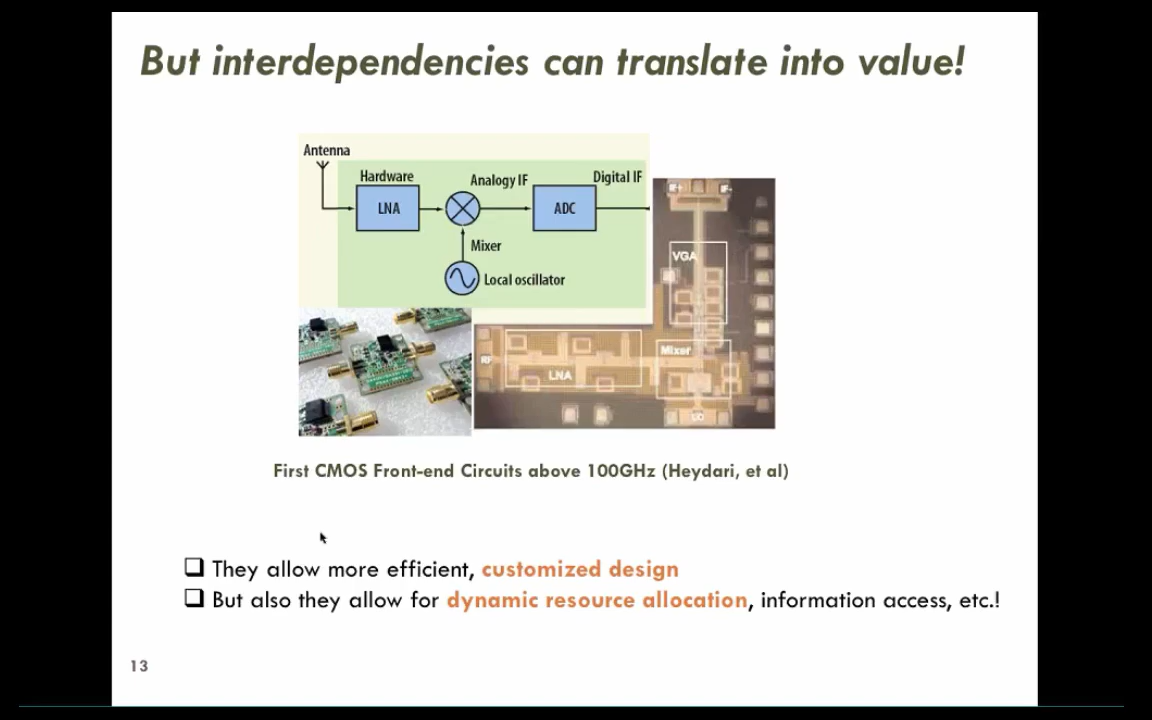 But interdependencies can translate into value!
Antenna
Hardware
Analogy IF
Digital IF
LNA
ADC
Mixer
Local oscillator
IF+
IF-
VGA
RF
LNA
Mixer
LO
First CMOS Front-end Circuits above 100GHz (Heydari, et al)
They allow more efficient, customized design
But also they allow for dynamic resource allocation, information access, etc.!
13